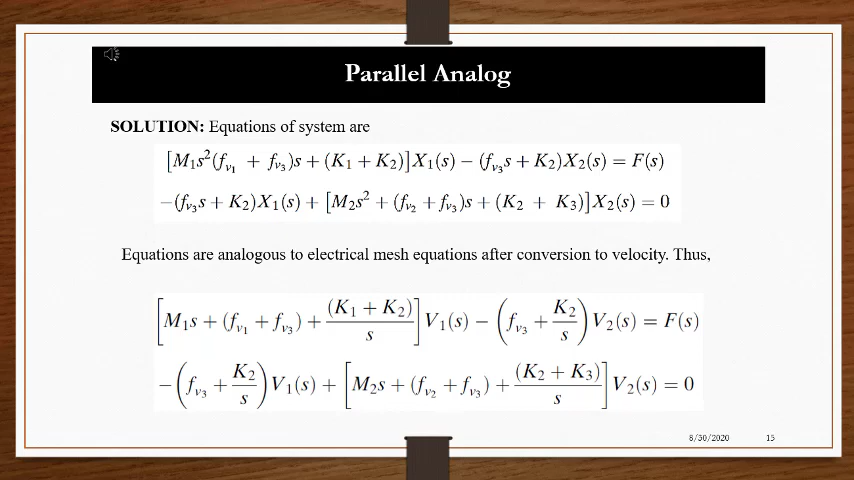 Parallel Analog
SOLUTION: Equations of system are
[M₁s²(fᵥ₁ + fᵥ₃)s + (K₁ + K₂)]X₁(s) − (fᵥ₃s + K₂)X₂(s) = F(s)
−(fᵥ₃s + K₂)X₁(s) + [M₂s² + (fᵥ₂ + fᵥ₃)s + (K₂ + K₃)]X₂(s) = 0
Equations are analogous to electrical mesh equations after conversion to velocity. Thus,
[M₁s + (fᵥ₁ + fᵥ₃) + (K₁ + K₂)/s]V₁(s) − (fᵥ₃ + K₂/s)V₂(s) = F(s)
−(fᵥ₃ + K₂/s)V₁(s) + [M₂s + (fᵥ₂ + fᵥ₃) + (K₂ + K₃)/s]V₂(s) = 0
8/30/2020 15